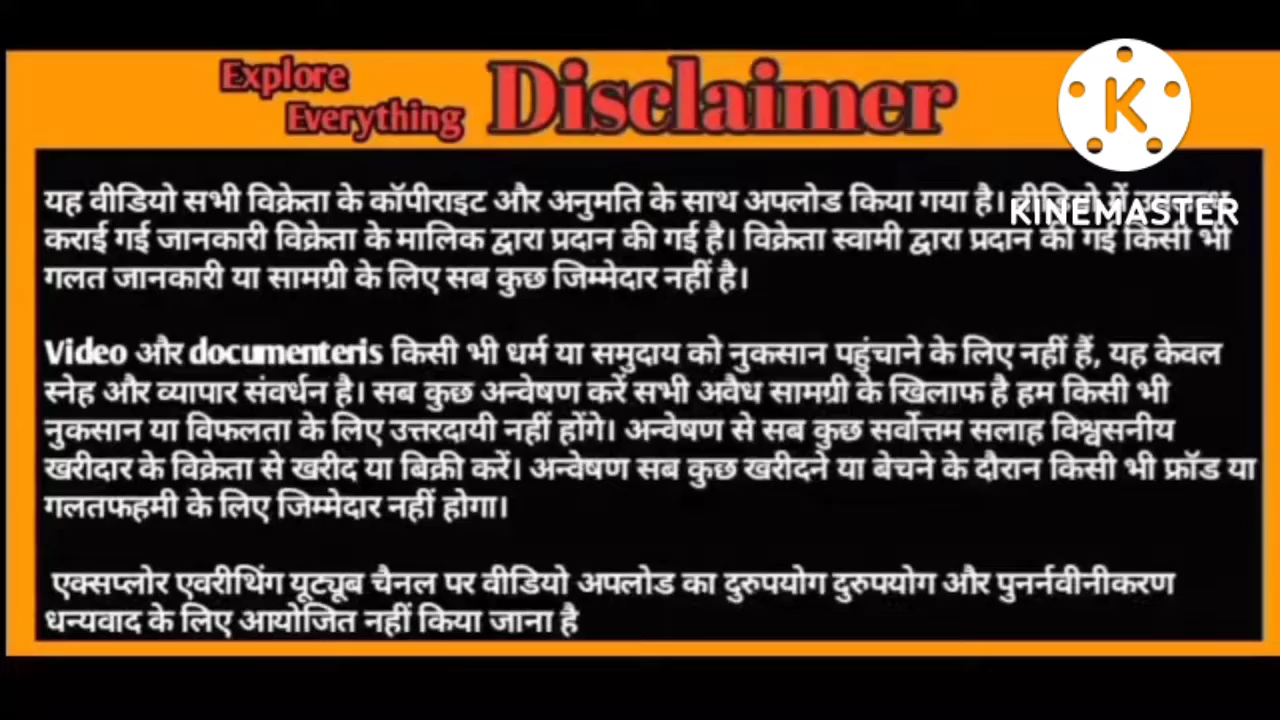 Explore
Everything
Disclaimer
K
KINEMASTER
यह वीडियो सभी विक्रेता के कॉपीराइट और अनुमति के साथ अपलोड किया गया है। में
कराई गई जानकारी विक्रेता के मालिक द्वारा प्रदान की गई है। विक्रेता स्वामी द्वारा प्रदान की गई किसी भी
गलत जानकारी या सामग्री के लिए सब कुछ जिम्मेदार नहीं है।
Video और documenteris किसी भी धर्म या समुदाय को नुकसान पहुंचाने के लिए नहीं हैं, यह केवल
स्नेह और व्यापार संवर्धन है। सब कुछ अन्वेषण करें सभी अवैध सामग्री के खिलाफ है हम किसी भी
नुकसान या विफलता के लिए उत्तरदायी नहीं होंगे। अन्वेषण से सब कुछ सर्वोत्तम सलाह विश्वसनीय
खरीदार के विक्रेता से खरीद या बिक्री करें। अन्वेषण सब कुछ खरीदने या बेचने के दौरान किसी भी फ्रॉड या
गलतफहमी के लिए जिम्मेदार नहीं होगा।
एक्सप्लोर एवरीथिंग यूट्यूब चैनल पर वीडियो अपलोड का दुरुपयोग दुरुपयोग और पुनर्नवीनीकरण
धन्यवाद के लिए आयोजित नहीं किया जाना है